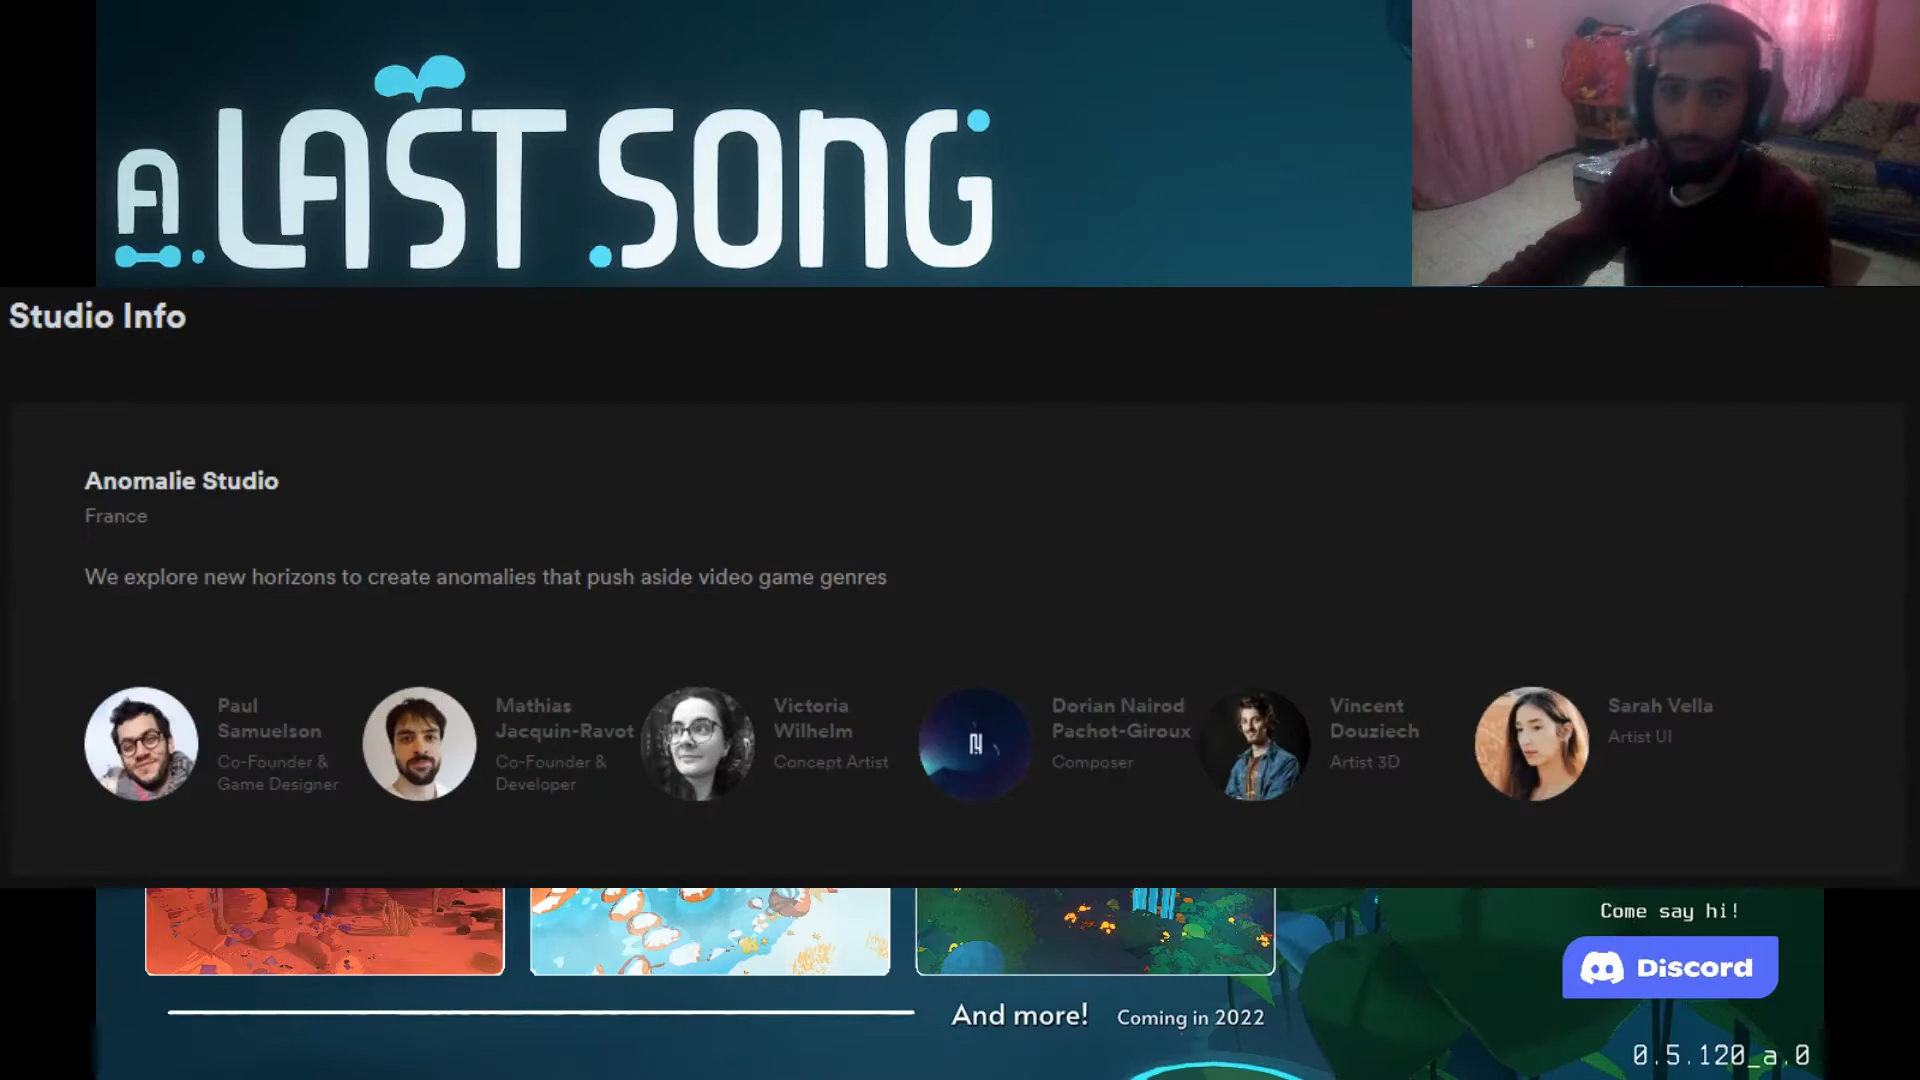 A LAST SONG
Studio Info
Anomalie Studio
France
We explore new horizons to create anomalies that push aside video game genres
Paul
Samuelson
Co-Founder &
Game Designer
Mathias
Jacquin-Ravot
Co-Founder &
Developer
Victoria
Wilhelm
Concept Artist
Dorian Nairod
Pachot-Giroux
Composer
Vincent
Douziech
Artist 3D
Sarah Vella
Artist UI
Come say hi!
Discord
And more! Coming in 2022
0.5.120_a.0